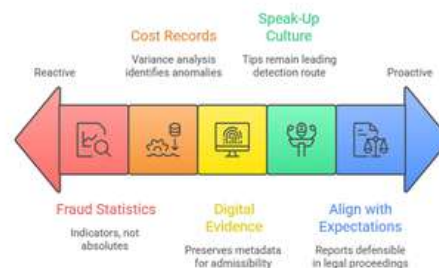 Speak-Up
Culture
Cost Records
Variance analysis
identifies anomalies
Tips remain leading
detection route
Reactive
Proactive
Fraud Statistics
Indicators, not
absolutes
Digital
Evidence
Preserves metadata
for admissibility
Align with
Expectations
Reports defensible
in legal proceedings